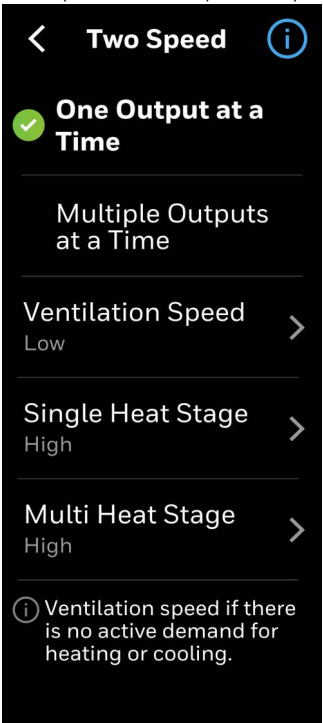 Two Speed
One Output at a
Time
Multiple Outputs
at a Time
Ventilation Speed
Low
Single Heat Stage
High
Multi Heat Stage
High
Ventilation speed if there
is no active demand for
heating or cooling.